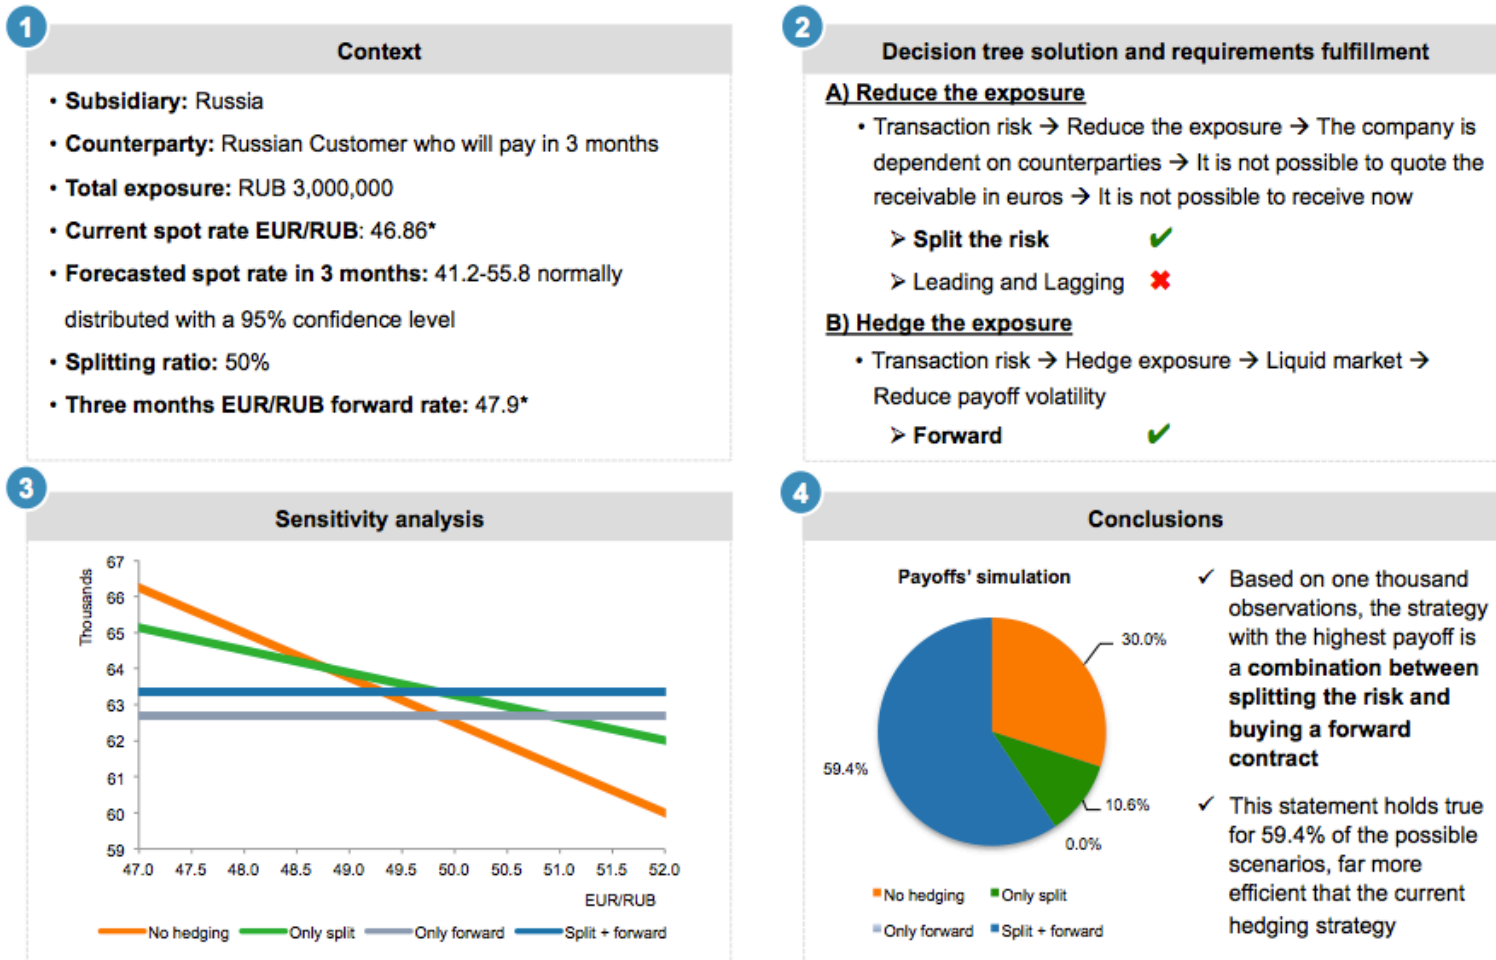 1
Context
• Subsidiary: Russia
• Counterparty: Russian Customer who will pay in 3 months
• Total exposure: RUB 3,000,000
• Current spot rate EUR/RUB: 46.86*
• Forecasted spot rate in 3 months: 41.2-55.8 normally
distributed with a 95% confidence level
• Splitting ratio: 50%
• Three months EUR/RUB forward rate: 47.9*
2
Decision tree solution and requirements fulfillment
A) Reduce the exposure
• Transaction risk → Reduce the exposure → The company is
dependent on counterparties → It is not possible to quote the
receivable in euros → It is not possible to receive now
➢ Split the risk ✔
➢ Leading and Lagging ✖
B) Hedge the exposure
• Transaction risk → Hedge exposure → Liquid market →
Reduce payoff volatility
➢ Forward ✔
3
Sensitivity analysis
Thousands
67
66
65
64
63
62
61
60
59
47.0 47.5 48.0 48.5 49.0 49.5 50.0 50.5 51.0 51.5 52.0
EUR/RUB
No hedging Only split Only forward Split + forward
4
Conclusions
Payoffs' simulation
30.0%
10.6%
0.0%
59.4%
No hedging Only split
Only forward Split + forward
✓ Based on one thousand
observations, the strategy
with the highest payoff is
a combination between
splitting the risk and
buying a forward
contract
✓ This statement holds true
for 59.4% of the possible
scenarios, far more
efficient that the current
hedging strategy